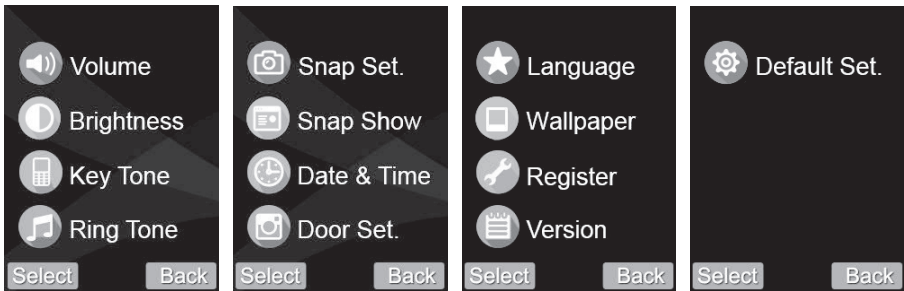 Volume
Brightness
Key Tone
Ring Tone
Select Back
Snap Set.
Snap Show
Date & Time
Door Set.
Select Back
Language
Wallpaper
Register
Version
Select Back
Default Set.
Select Back